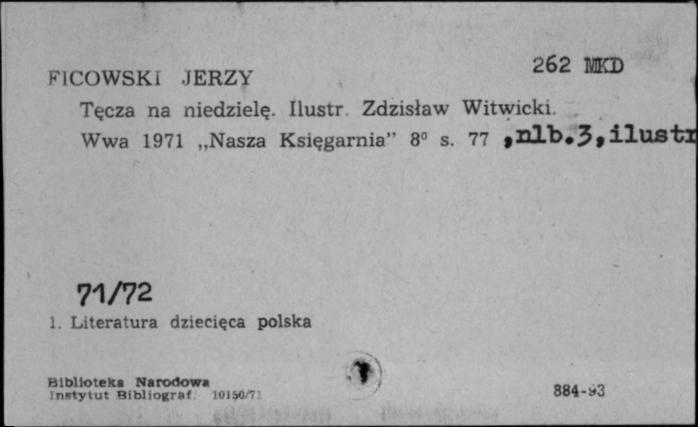 262 MKD
FICOWSKI JERZY
Tęcza na niedzielę. Ilustr. Zdzisław Witwicki.
Wwa 1971 „Nasza Księgarnia” 8⁰ s. 77 ,nlb.3,ilustr
71/72
1. Literatura dziecięca polska
Biblioteka Narodowa
Instytut Bibliograf. 10150/71
884-93